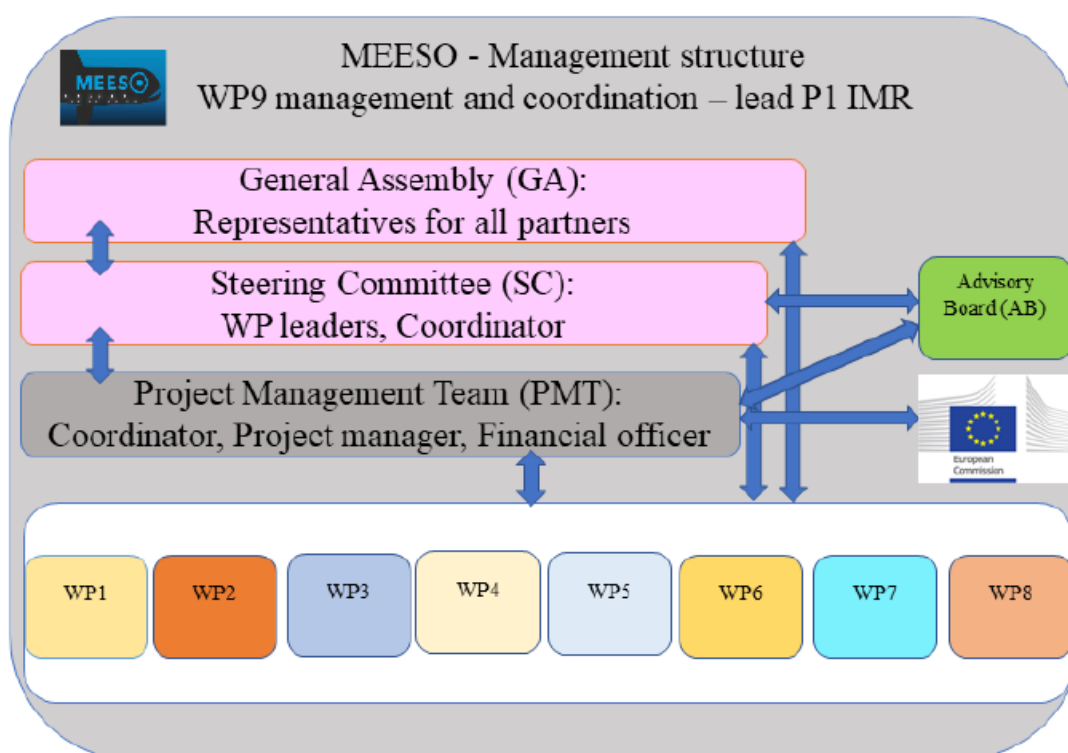 MEESO
MEESO - Management structure
WP9 management and coordination – lead P1 IMR
General Assembly (GA):
Representatives for all partners
Steering Committee (SC):
WP leaders, Coordinator
Advisory
Board (AB)
Project Management Team (PMT):
Coordinator, Project manager, Financial officer
European
Commission
WP1
WP2
WP3
WP4
WP5
WP6
WP7
WP8